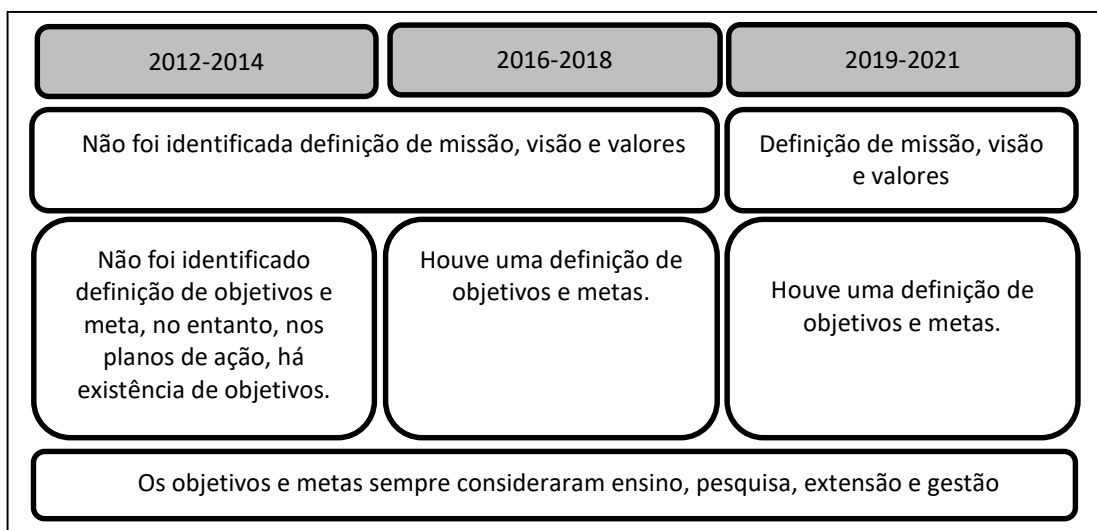 2012-2014
2016-2018
2019-2021
Não foi identificada definição de missão, visão e valores
Definição de missão, visão
e valores
Não foi identificado
definição de objetivos e
meta, no entanto, nos
planos de ação, há
existência de objetivos.
Houve uma definição de
objetivos e metas.
Houve uma definição de
objetivos e metas.
Os objetivos e metas sempre consideraram ensino, pesquisa, extensão e gestão